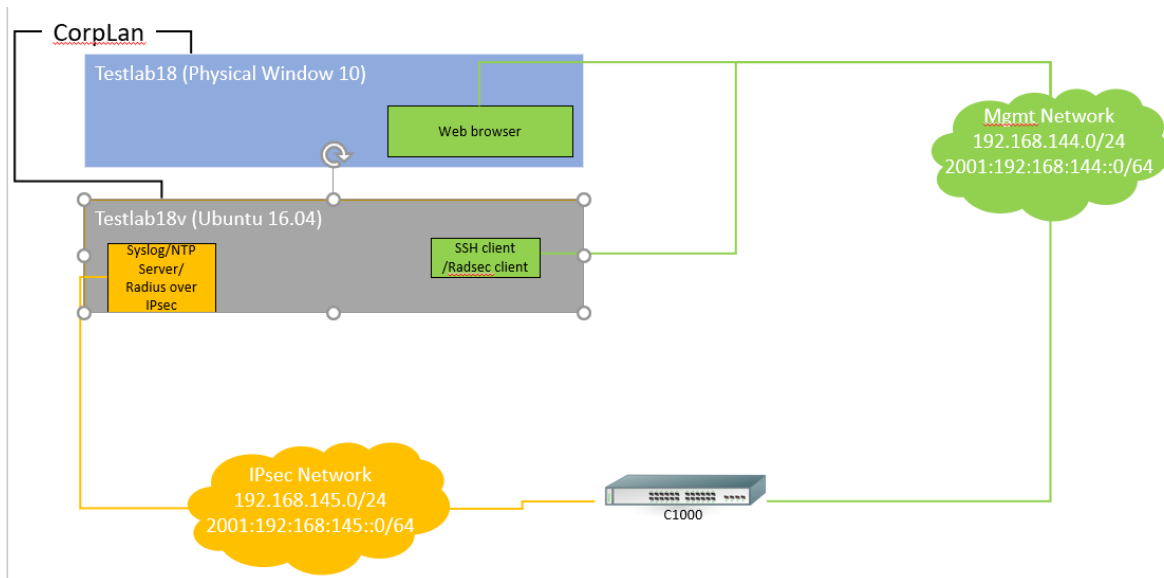 CorpLan
Testlab18 (Physical Window 10)
Web browser
Mgmt Network
192.168.144.0/24
2001:192:168:144::0/64
Testlab18v (Ubuntu 16.04)
Syslog/NTP
Server/
Radius over
IPsec
SSH client
/Radsec client
IPsec Network
192.168.145.0/24
2001:192:168:145::0/64
C1000